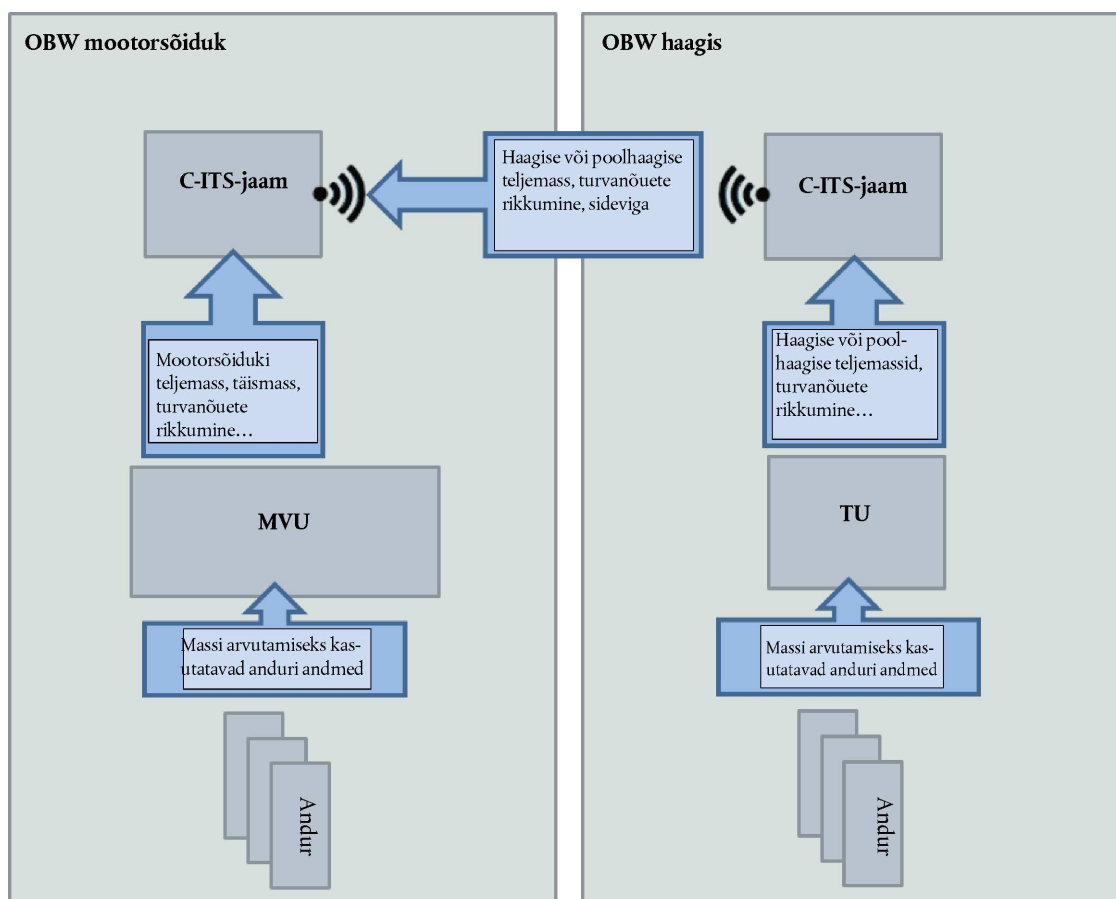 OBW mootorsõiduk
C-ITS-jaam
Mootorsõiduki
teljemass, täismass,
turvanõuete
rikkumine…
MVU
Massi arvutamiseks kas-
utatavad anduri andmed
Andur
Haagise või poolhaagise
teljemass, turvanõuete
rikkumine, sideviga
OBW haagis
C-ITS-jaam
Haagise või pool-
haagise teljemassid,
turvanõuete
rikkumine…
TU
Massi arvutamiseks kas-
utatavad anduri andmed
Andur